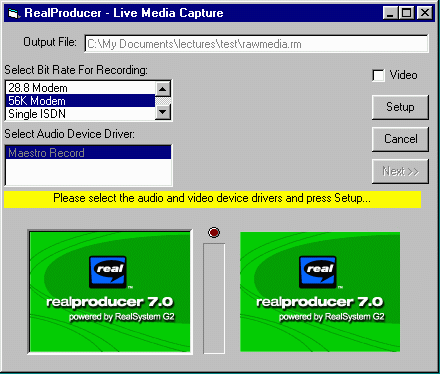 RealProducer - Live Media Capture
Output File: C:\My Documents\lectures\test\rawmedia.rm
Select Bit Rate For Recording:
Video
28.8 Modem
56K Modem
Single ISDN
Setup
Select Audio Device Driver:
Cancel
Maestro Record
Next >>
Please select the audio and video device drivers and press Setup...
real
realproducer 7.0
powered by RealSystem G2
real
realproducer 7.0
powered by RealSystem G2